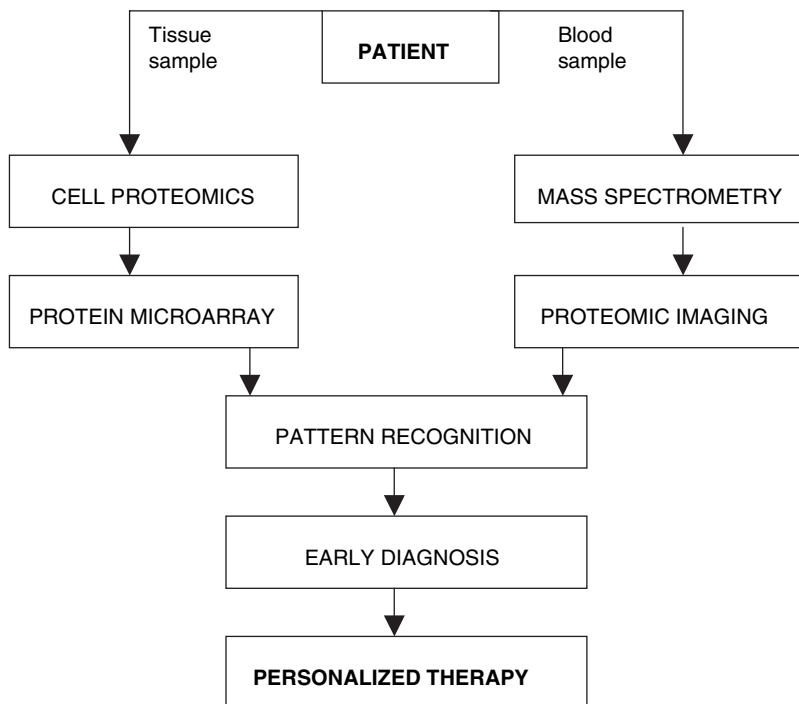 Tissue
sample
PATIENT
Blood
sample
CELL PROTEOMICS
MASS SPECTROMETRY
PROTEIN MICROARRAY
PROTEOMIC IMAGING
PATTERN RECOGNITION
EARLY DIAGNOSIS
PERSONALIZED THERAPY